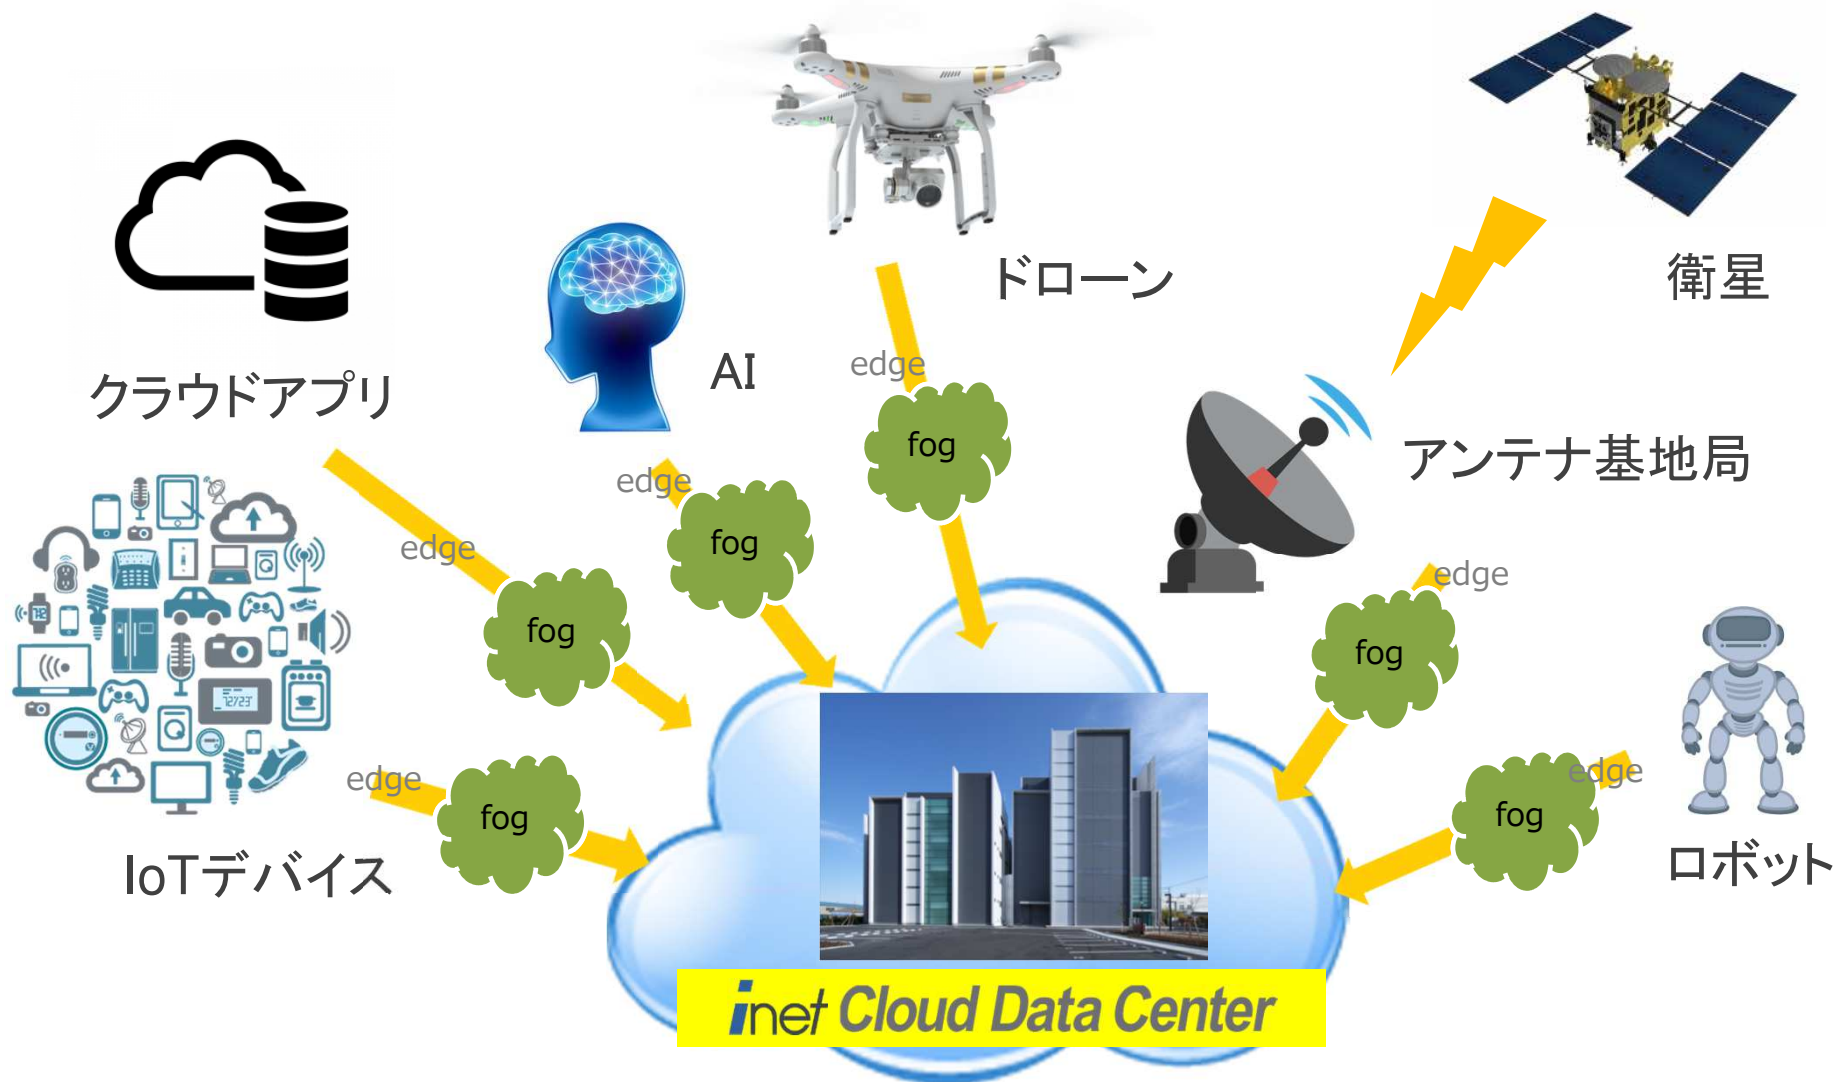 ドローン
衛星
AI
クラウドアプリ
edge
fog
アンテナ基地局
edge
fog
edge
fog
edge
fog
edge
fog
edge
fog
IoTデバイス
ロボット
inet Cloud Data Center